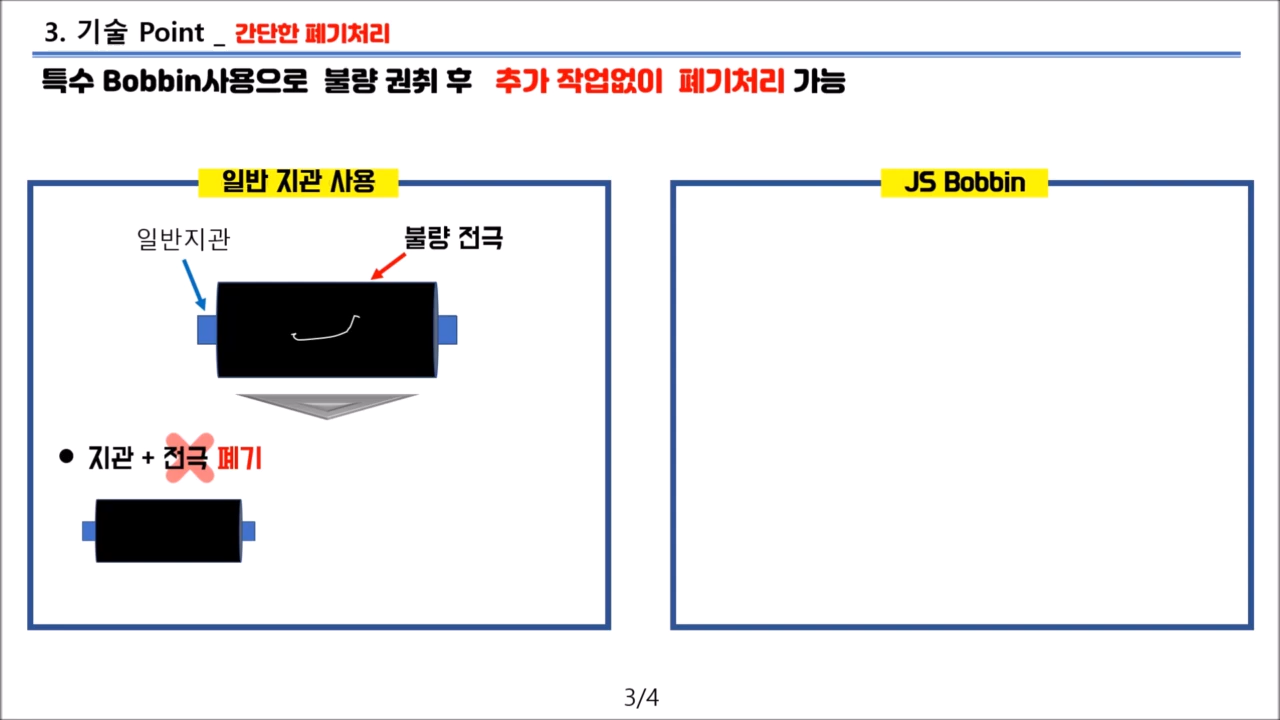 3. 기술 Point _ 간단한 폐기처리
특수 Bobbin사용으로 불량 권취 후 추가 작업없이 폐기처리 가능
일반 지관 사용
일반지관
불량 전극
● 지관 + 전극 폐기
JS Bobbin
3/4